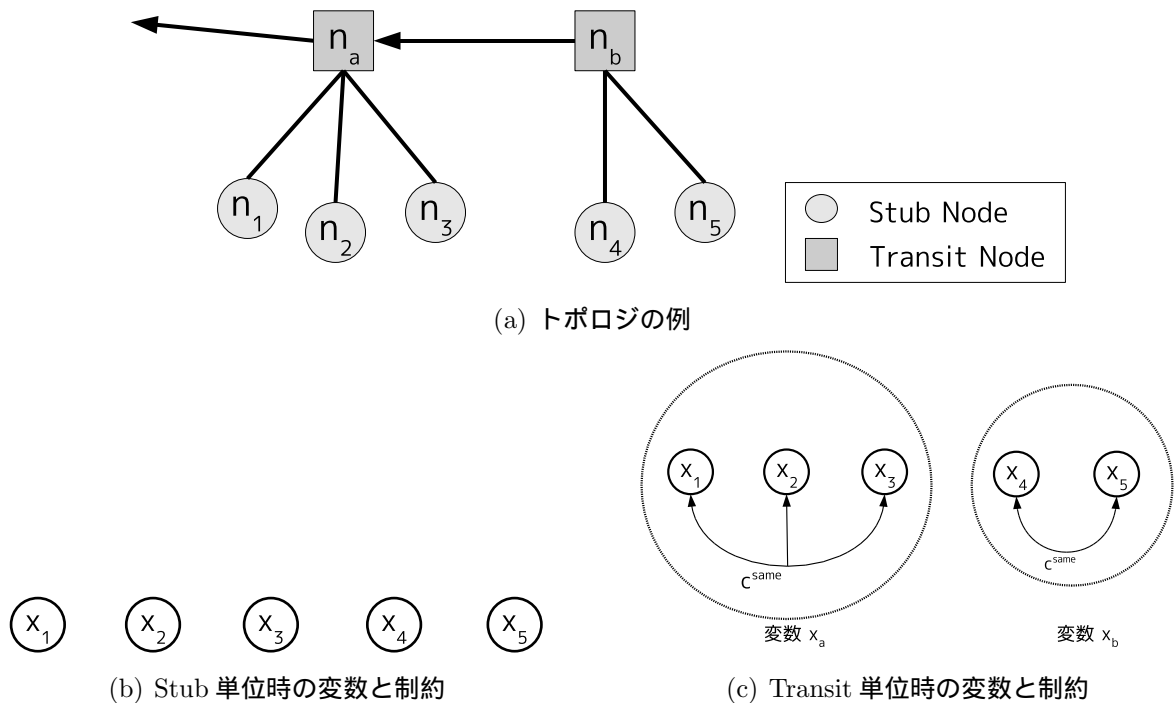 n_a
n_b
n_1
n_2
n_3
n_4
n_5
Stub Node
Transit Node
(a) トポロジの例
x_1
x_2
x_3
x_4
x_5
(b) Stub 単位時の変数と制約
x_1
x_2
x_3
c^same
変数 x_a
x_4
x_5
c^same
変数 x_b
(c) Transit 単位時の変数と制約